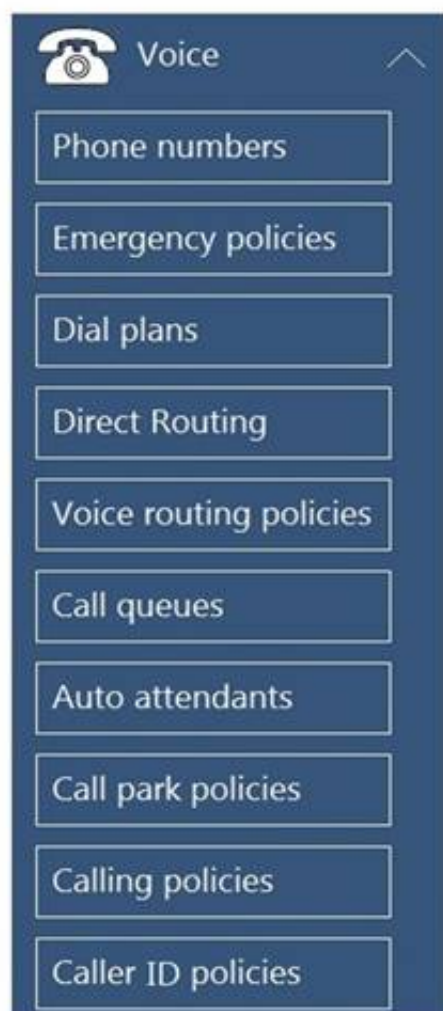 Voice
Phone numbers
Emergency policies
Dial plans
Direct Routing
Voice routing policies
Call queues
Auto attendants
Call park policies
Calling policies
Caller ID policies